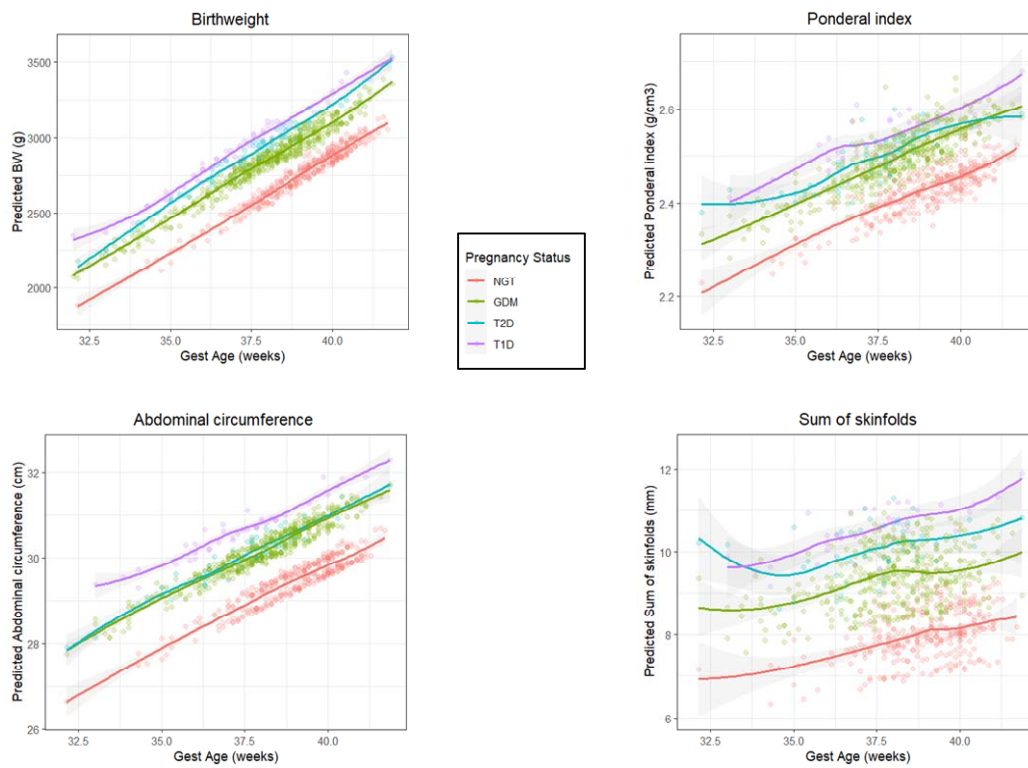 Birthweight
Predicted BW (g)
3500
3000
2500
2000
32.5 35.0 37.5 40.0
Gest Age (weeks)
Ponderal index
Predicted Ponderal index (g/cm3)
2.6
2.4
2.2
32.5 35.0 37.5 40.0
Gest Age (weeks)
Pregnancy Status
NGT
GDM
T2D
T1D
Abdominal circumference
Predicted Abdominal circumference (cm)
32
30
28
26
32.5 35.0 37.5 40.0
Gest Age (weeks)
Sum of skinfolds
Predicted Sum of skinfolds (mm)
12
10
8
6
32.5 35.0 37.5 40.0
Gest Age (weeks)